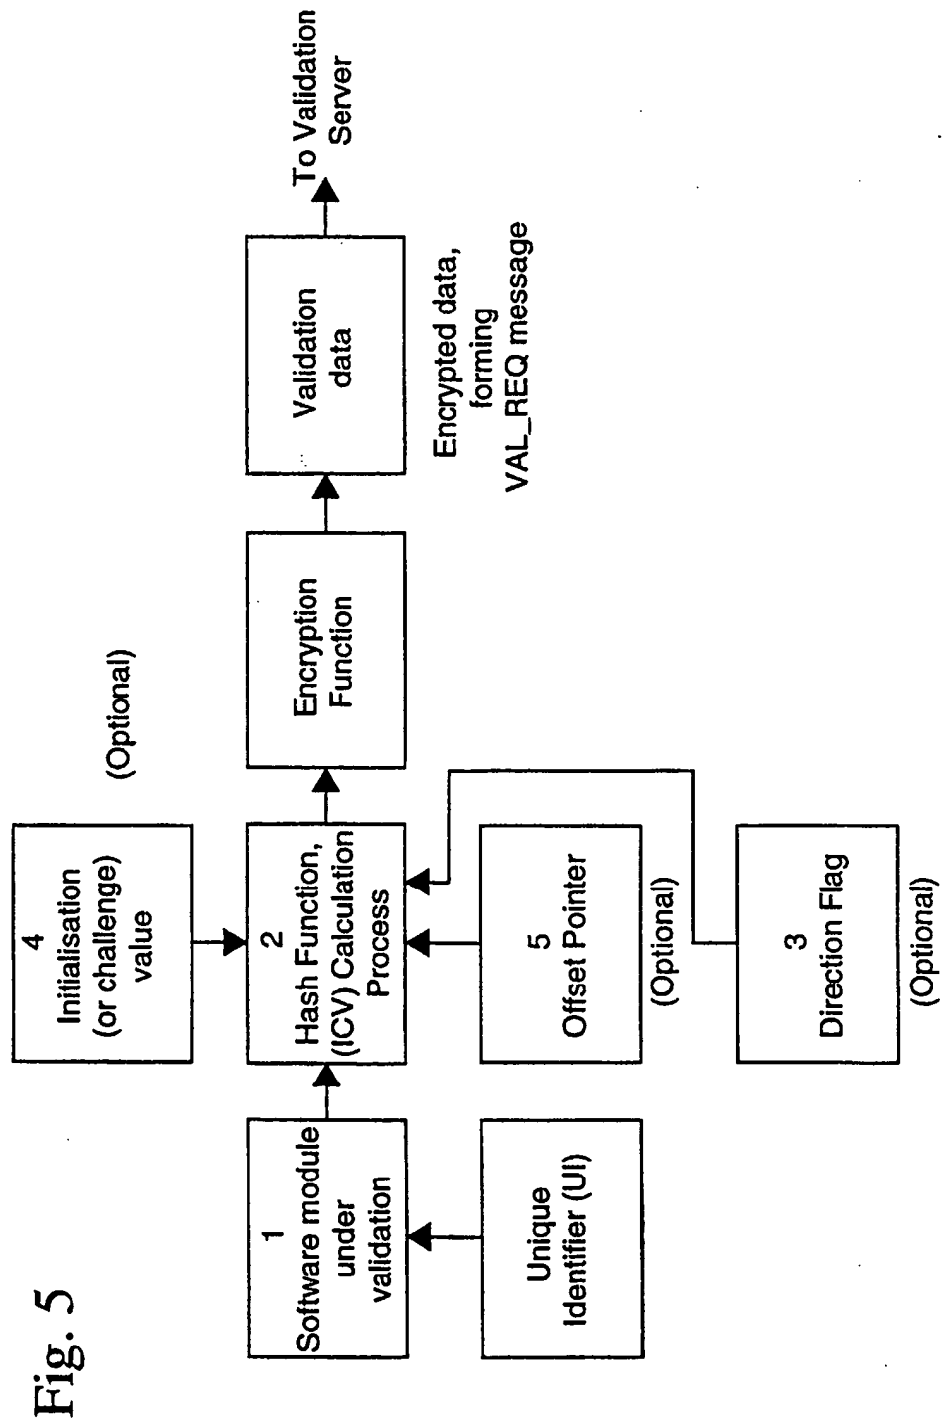 Fig. 5
4
Initialisation
(or challenge)
value
(Optional)
1
Software module
under
validation
2
Hash Function,
(ICV) Calculation
Process
Encryption
Function
Validation
data
To Validation
Server
Unique
Identifier (UI)
5
Offset Pointer
(Optional)
Encrypted data,
forming
VAL_REQ message
3
Direction Flag
(Optional)